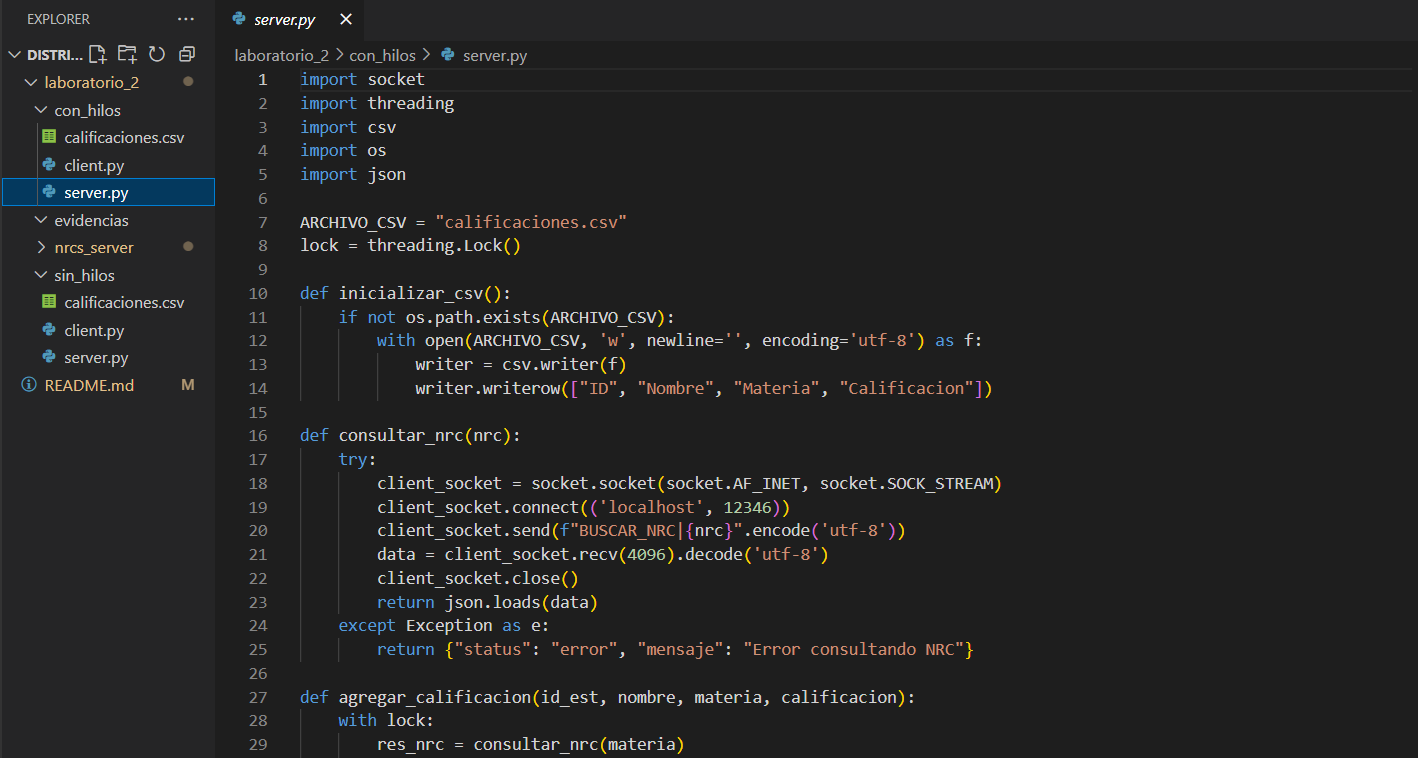 EXPLORER
···
server.py
DISTRI...
laboratorio_2
con_hilos
calificaciones.csv
client.py
server.py
evidencias
nrcs_server
sin_hilos
calificaciones.csv
client.py
server.py
README.md M
laboratorio_2 > con_hilos > server.py
1 import socket
2 import threading
3 import csv
4 import os
5 import json
6
7 ARCHIVO_CSV = "calificaciones.csv"
8 lock = threading.Lock()
9
10 def inicializar_csv():
11     if not os.path.exists(ARCHIVO_CSV):
12         with open(ARCHIVO_CSV, 'w', newline='', encoding='utf-8') as f:
13             writer = csv.writer(f)
14             writer.writerow(["ID", "Nombre", "Materia", "Calificacion"])
15
16 def consultar_nrc(nrc):
17     try:
18         client_socket = socket.socket(socket.AF_INET, socket.SOCK_STREAM)
19         client_socket.connect(('localhost', 12346))
20         client_socket.send(f"BUSCAR_NRC|{nrc}".encode('utf-8'))
21         data = client_socket.recv(4096).decode('utf-8')
22         client_socket.close()
23         return json.loads(data)
24     except Exception as e:
25         return {"status": "error", "mensaje": "Error consultando NRC"}
26
27 def agregar_calificacion(id_est, nombre, materia, calificacion):
28     with lock:
29         res_nrc = consultar_nrc(materia)